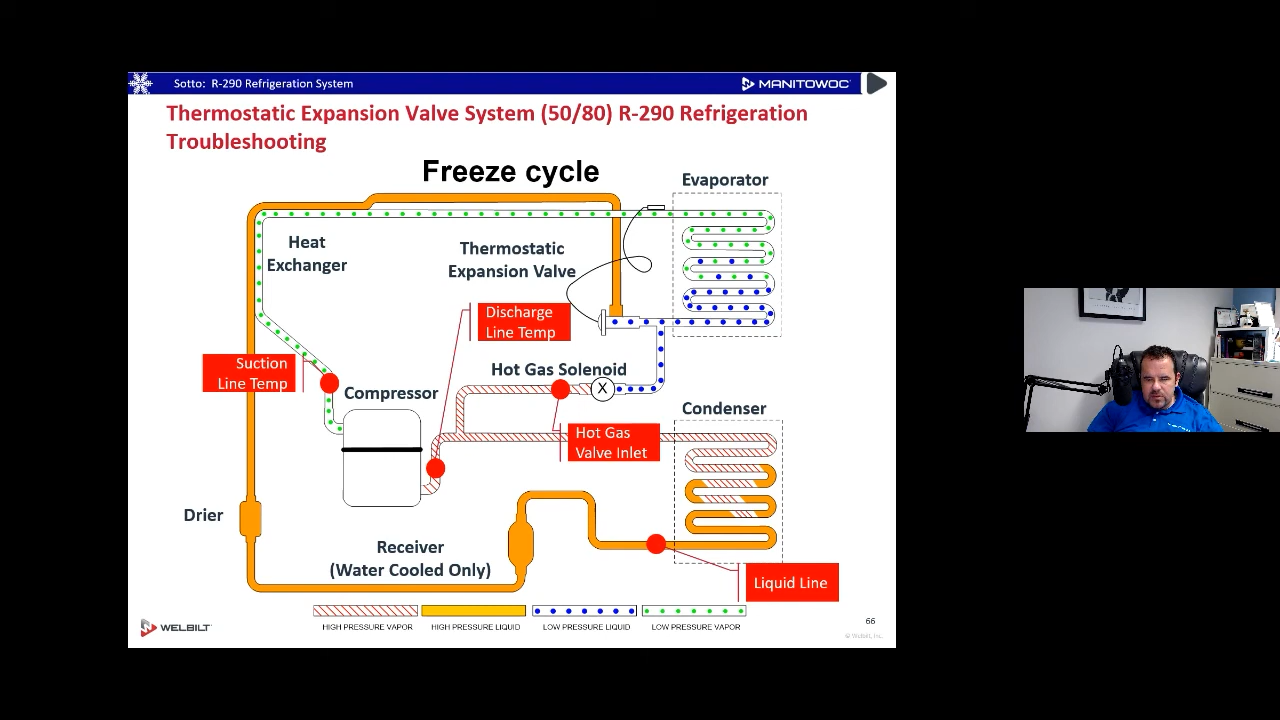 Sotto: R-290 Refrigeration System
MANITOWOC
Thermostatic Expansion Valve System (50/80) R-290 Refrigeration
Troubleshooting
Freeze cycle
Evaporator
Heat
Exchanger
Thermostatic
Expansion Valve
Discharge
Line Temp
Suction
Line Temp
Hot Gas Solenoid
X
Compressor
Condenser
Hot Gas
Valve Inlet
Drier
Receiver
(Water Cooled Only)
Liquid Line
HIGH PRESSURE VAPOR
HIGH PRESSURE LIQUID
LOW PRESSURE LIQUID
LOW PRESSURE VAPOR
WELBILT
66
© Welbilt, Inc.